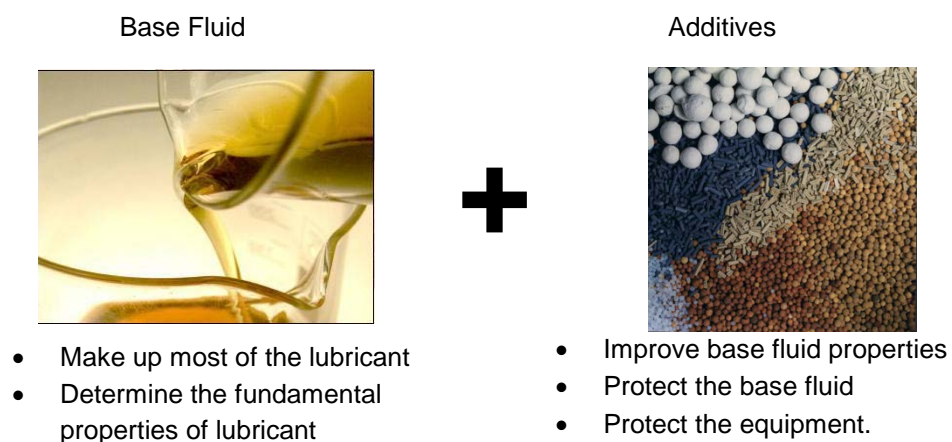 Base Fluid
Additives
• Make up most of the lubricant
• Determine the fundamental
properties of lubricant
• Improve base fluid properties
• Protect the base fluid
• Protect the equipment.